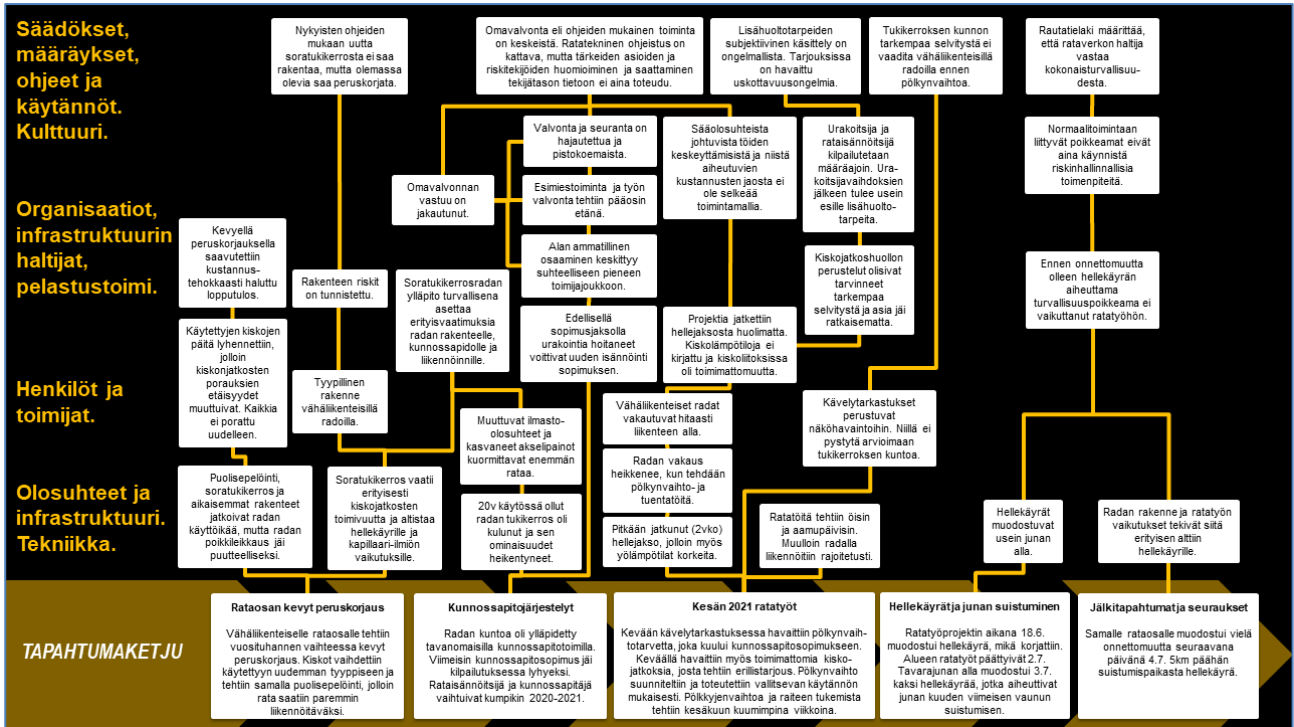 Säädökset,
määräykset,
ohjeet ja
käytännöt.
Kulttuuri.
Nykyisten ohjeiden
mukaan uutta
soratukikerrosta ei saa
rakentaa, mutta olemassa
olevia saa peruskorjata.
Omavalvonta eli ohjeiden mukainen toiminta
on keskeistä. Ratatekninen ohjeistus on
kattava, mutta tärkeiden asioiden ja
riskitekijöiden huomioiminen ja saattaminen
tekijätason tietoon ei aina toteudu.
Lisähuoltotarpeiden
subjektiivinen käsittely on
ongelmallista. Tarjouksissa
on havaittu
uskottavuusongelmia.
Tukikerroksen kunnon
tarkempaa selvitystä ei
vaadita vähäliikenteisillä
radoilla ennen
pölkynvaihtoa.
Rautatielaki määrittää,
että rataverkon haltija
vastaa
kokonaisturvallisuu-
desta.
Valvonta ja seuranta on
hajautettua ja
pistokoemaista.
Sääolosuhteista
johtuvista töiden
keskeyttämisistä ja niistä
aiheutuvien
kustannusten jaosta ei
ole selkeää
toimintamallia.
Urakoitsija ja
rataisännöitsijä
kilpailutetaan
määräajoin. Ura-
koitsijavaihdoksien
jälkeen tulee usein
esille lisähuolto-
tarpeita.
Normaalitoimintaan
liittyvät poikkeamat eivät
aina käynnistä
riskinhallinnallisia
toimenpiteitä.
Organisaatiot,
infrastruktuurin
haltijat,
pelastustoimi.
Omavalvonnan
vastuu on
jakautunut.
Esimiestoiminta ja työn
valvonta tehtiin pääosin
etänä.
Kevyellä
peruskorjauksella
saavutettiin
kustannus-
tehokkaasti haluttu
lopputulos.
Rakenteen riskit
on tunnistettu.
Soratukikerrosradan
ylläpito turvallisena
asettaa
erityisvaatimuksia
radan rakenteelle,
kunnossapidolle ja
liikennöinnille.
Alan ammatillinen
osaaminen keskittyy
suhteelliseen pieneen
toimijajoukkoon.
Kiskojatkoshuollon
perustelut olisivat
tarvinneet
tarkempaa
selvitystä ja asia jäi
ratkaisematta.
Ennen onnettomuutta
olleen hellekäyrän
aiheuttama
turvallisuuspoikkeama ei
vaikuttanut ratatyöhön.
Henkilöt ja
toimijat.
Käytettyjen kiskojen
päitä lyhennettiin,
jolloin
kiskonjatkosten
porauksien
etäisyydet
muuttuivat. Kaikkia
ei porattu
uudelleen.
Tyypillinen
rakenne
vähäliikenteisillä
radoilla.
Edellisellä
sopimusjaksolla
urakointia hoitaneet
voittivat uuden isännöinti
sopimuksen.
Projektia jatkettiin
hellejaksosta huolimatta.
Kiskolämpötiloja ei
kirjattu ja kiskoliitoksissa
oli toimimattomuutta.
Muuttuvat ilmasto-
olosuhteet ja
kasvaneet akselipainot
kuormittavat enemmän
rataa.
Vähäliikenteiset radat
vakautuvat hitaasti
liikenteen alla.
Kävelytarkastukset
perustuvat
näköhavaintoihin. Niillä ei
pystytä arvioimaan
tukikerroksen kuntoa.
Olosuhteet ja
infrastruktuuri.
Tekniikka.
Puolisepelöinti,
soratukikerros ja
aikaisemmat rakenteet
jatkoivat radan
käyttöikää, mutta radan
poikkileikkaus jäi
puutteelliseksi.
Soratukikerros vaatii
erityisesti
kiskojatkosten
toimivuutta ja altistaa
hellekäyrille ja
kapillaari-ilmiön
vaikutuksille.
20v käytössä ollut
radan tukikerros oli
kulunut ja sen
ominaisuudet
heikentyneet.
Radan vakaus
heikkenee, kun tehdään
pölkynvaihto- ja
tuentatöitä.
Pitkään jatkunut (2vko)
hellejakso, jolloin myös
yölämpötilat korkeita.
Ratatöitä tehtiin öisin
ja aamupäivisin.
Muulloin radalla
liikennöitiin rajoitetusti.
Hellekäyrät
muodostuvat
usein junan
alla.
Radan rakenne ja ratatyön
vaikutukset tekivät siitä
erityisen alttiin
hellekäyrille.
TAPAHTUMAKETJU
Rataosan kevyt peruskorjaus
Vähäliikenteiselle rataosalle tehtiin
vuosituhannen vaihteessa kevyt
peruskorjaus. Kiskot vaihdettiin
käytettyyn uudemman tyyppiseen ja
tehtiin samalla puolisepelöinti, jolloin
rata saatiin paremmin
liikennöitäväksi.
Kunnossapitojärjestelyt
Radan kuntoa oli ylläpidetty
tavanomaisilla kunnossapitotoimilla.
Viimeisin kunnossapitosopimus jäi
kilpailutuksessa lyhyeksi.
Rataisännöitsijä ja kunnossapitäjä
vaihtuivat kumpikin 2020-2021.
Kesän 2021 ratatyöt
Kevään kävelytarkastuksessa havaittiin pölkynvaih-
totarvetta, joka kuului kunnossapitosopimukseen.
Keväällä havaittiin myös toimimattomia kisko-
jatkoksia, josta tehtiin erillistarjous. Pölkynvaihto
suunniteltiin ja toteutettiin vallitsevan käytännön
mukaisesti. Pölkkyjenvaihtoa ja raiteen tukemista
tehtiin kesäkuun kuumimpina viikkoina.
Hellekäyrät ja junan suistuminen
Ratatyöprojektin aikana 18.6.
muodostui hellekäyrä, mikä korjattiin.
Alueen ratatyöt päättyivät 2.7.
Tavarajunan alla muodostui 3.7.
kaksi hellekäyrää, jotka aiheuttivat
junan kuuden viimeisen vaunun
suistumisen.
Jälkitapahtumat ja seuraukset
Samalle rataosalle muodostui vielä
onnettomuutta seuraavana
päivänä 4.7. 5km päähän
suistumispaikasta hellekäyrä.